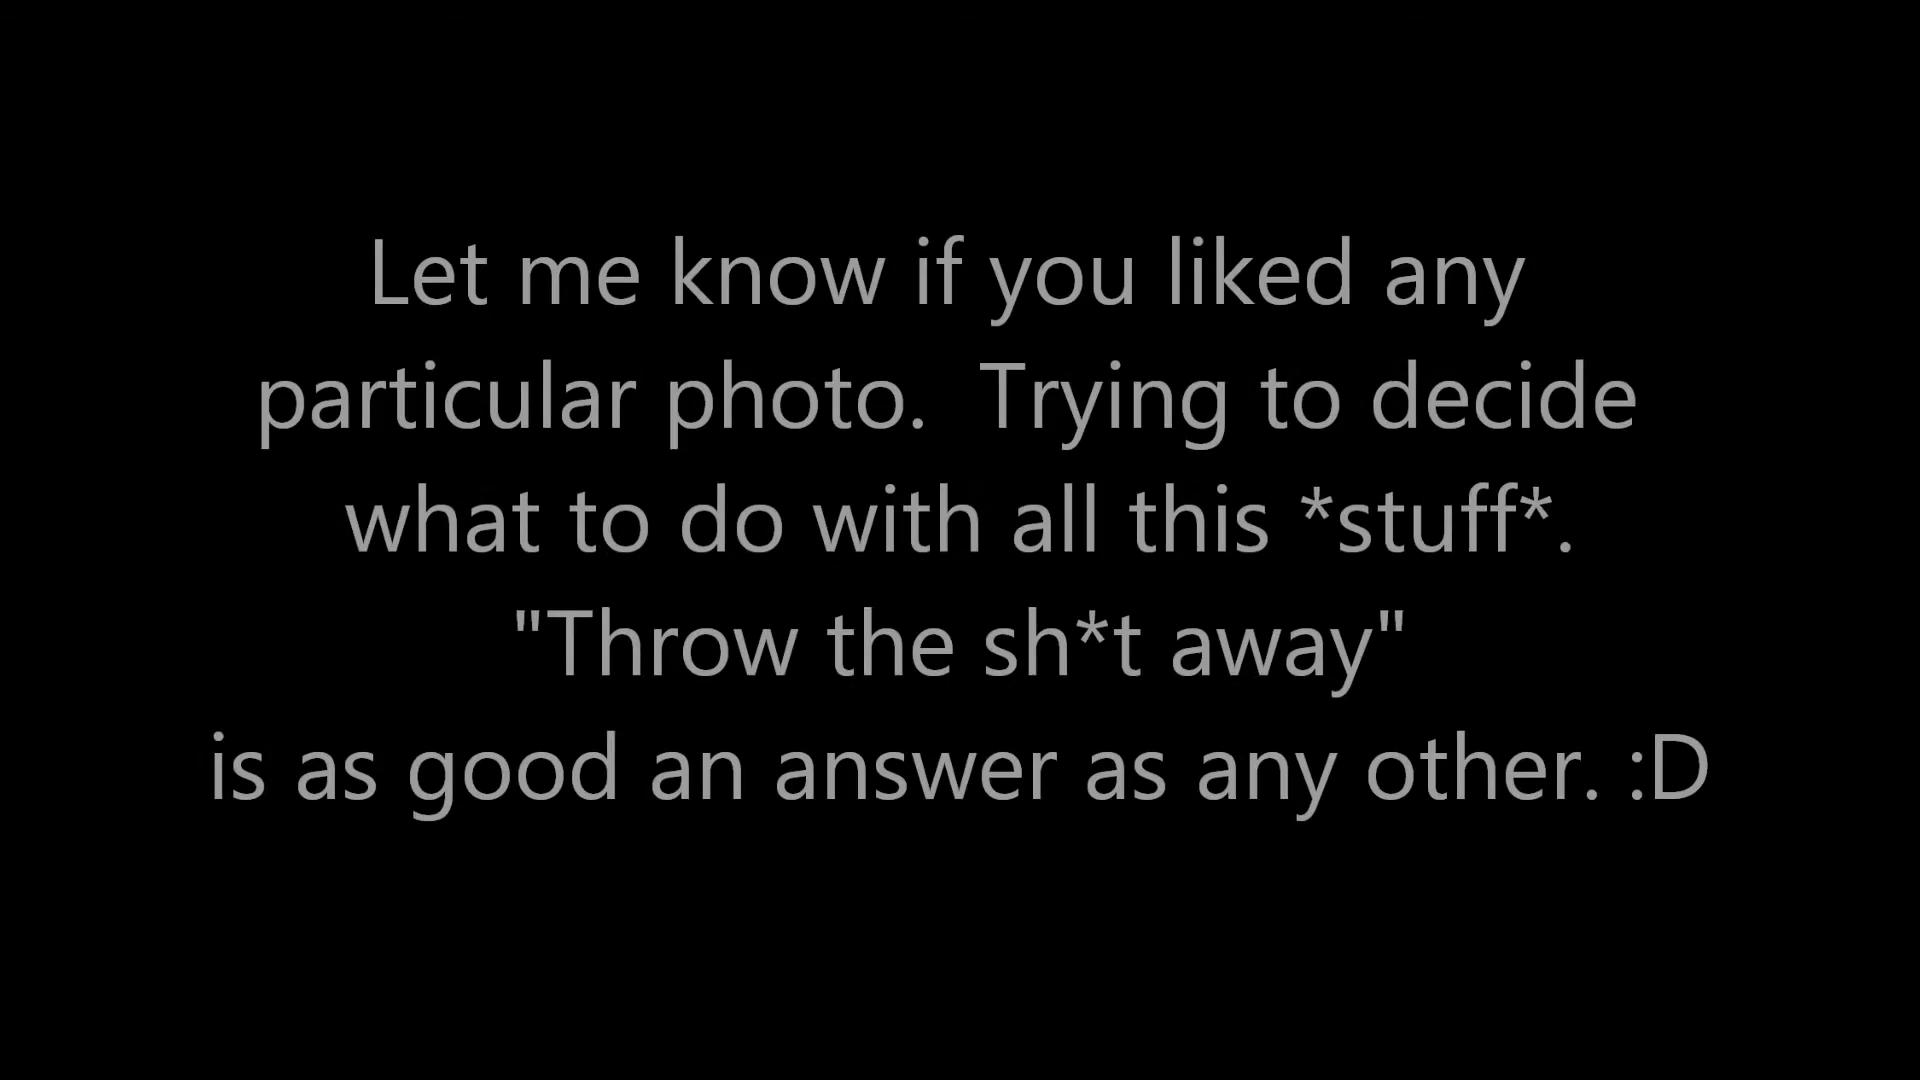 Let me know if you liked any
particular photo.  Trying to decide
what to do with all this *stuff*.
"Throw the sh*t away"
is as good an answer as any other. :D